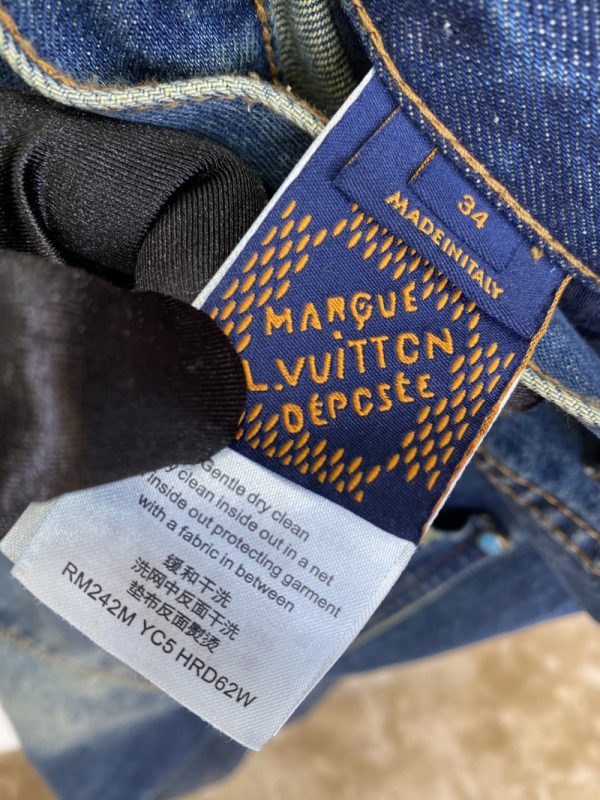 34
MADE IN ITALY
MARQUE
L.VUITTON
DÉPOSÉE
Gentle dry clean
clean inside out in a net
inside out protecting garment
with a fabric in between
缓和干洗
洗网中反面干洗
垫布反面熨烫
RM242M YC5 HRD62W